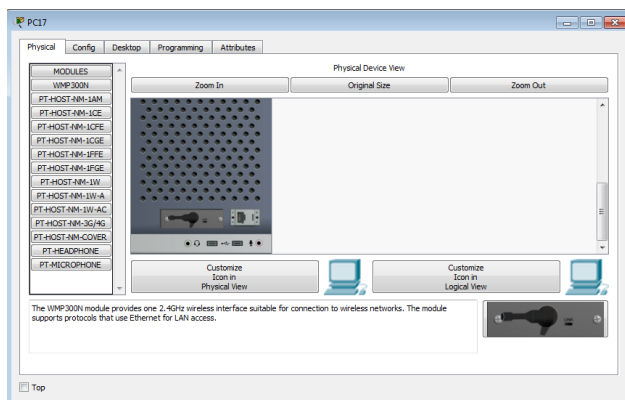 PC17
Physical Config Desktop Programming Attributes
MODULES
WMP300N
PT-HOST-NM-1AM
PT-HOST-NM-1CE
PT-HOST-NM-1CFE
PT-HOST-NM-1CGE
PT-HOST-NM-1FFE
PT-HOST-NM-1FGE
PT-HOST-NM-1W
PT-HOST-NM-1W-A
PT-HOST-NM-1W-AC
PT-HOST-NM-3G/4G
PT-HOST-NM-COVER
PT-HEADPHONE
PT-MICROPHONE
Physical Device View
Zoom In Original Size Zoom Out
Customize
Icon in
Physical View
Customize
Icon in
Logical View
The WMP300N module provides one 2.4GHz wireless interface suitable for connection to wireless networks. The module
supports protocols that use Ethernet for LAN access.
Top